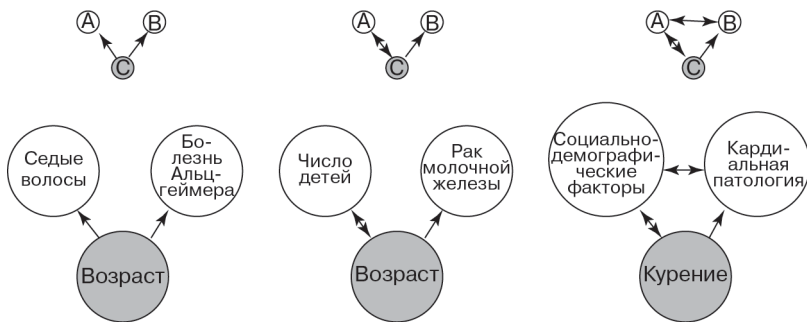 A B
C
A B
C
A B
C
Седые
волосы
Бо-
лезнь
Альц-
геймера
Возраст
Число
детей
Рак
молочной
железы
Возраст
Социально-
демографи-
ческие
факторы
Карди-
альная
патология
Курение